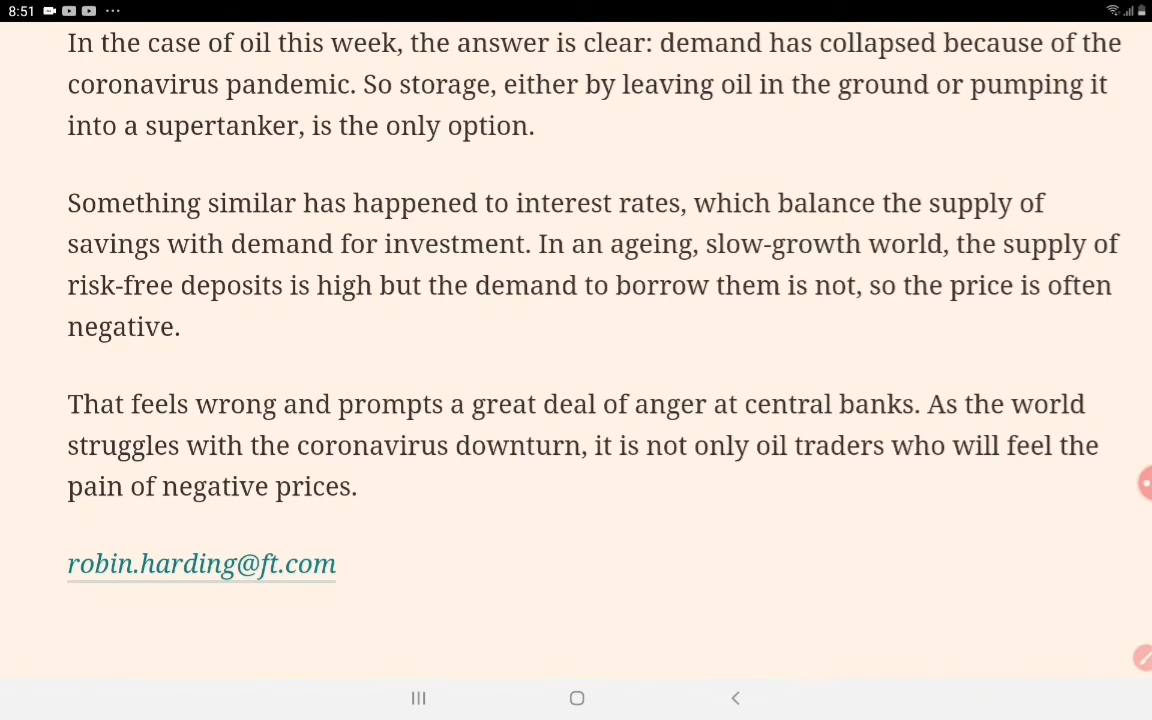 8:51
In the case of oil this week, the answer is clear: demand has collapsed because of the
coronavirus pandemic. So storage, either by leaving oil in the ground or pumping it
into a supertanker, is the only option.
Something similar has happened to interest rates, which balance the supply of
savings with demand for investment. In an ageing, slow-growth world, the supply of
risk-free deposits is high but the demand to borrow them is not, so the price is often
negative.
That feels wrong and prompts a great deal of anger at central banks. As the world
struggles with the coronavirus downturn, it is not only oil traders who will feel the
pain of negative prices.
robin.harding@ft.com